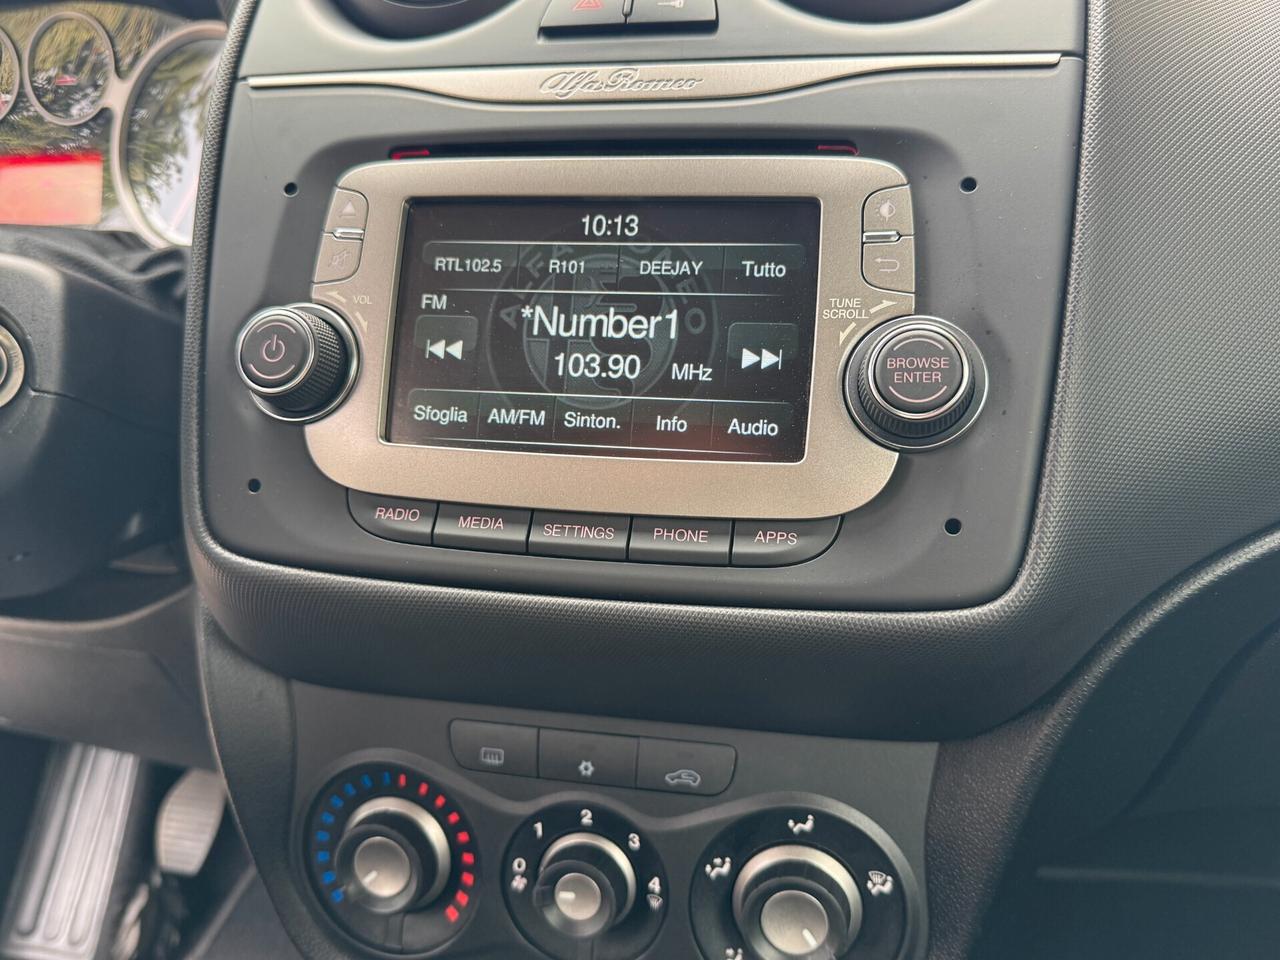 Alfa Romeo
10:13
RTL102.5 R101 DEEJAY Tutto
FM
*Number1
103.90 MHz
Sfoglia AM/FM Sinton. Info Audio
VOL
TUNE
SCROLL
BROWSE
ENTER
RADIO MEDIA SETTINGS PHONE APPS
0 1 2 3 4